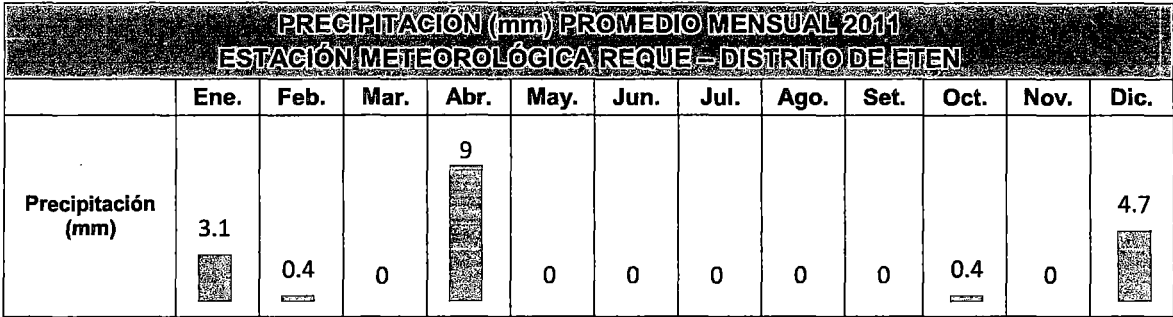 PRECIPITACIÓN (mm) PROMEDIO MENSUAL 2011
ESTACIÓN METEOROLÓGICA REQUE – DISTRITO DE ETEN
Ene. Feb. Mar. Abr. May. Jun. Jul. Ago. Set. Oct. Nov. Dic.
Precipitación
(mm)
3.1 0.4 0 9 0 0 0 0 0 0.4 0 4.7